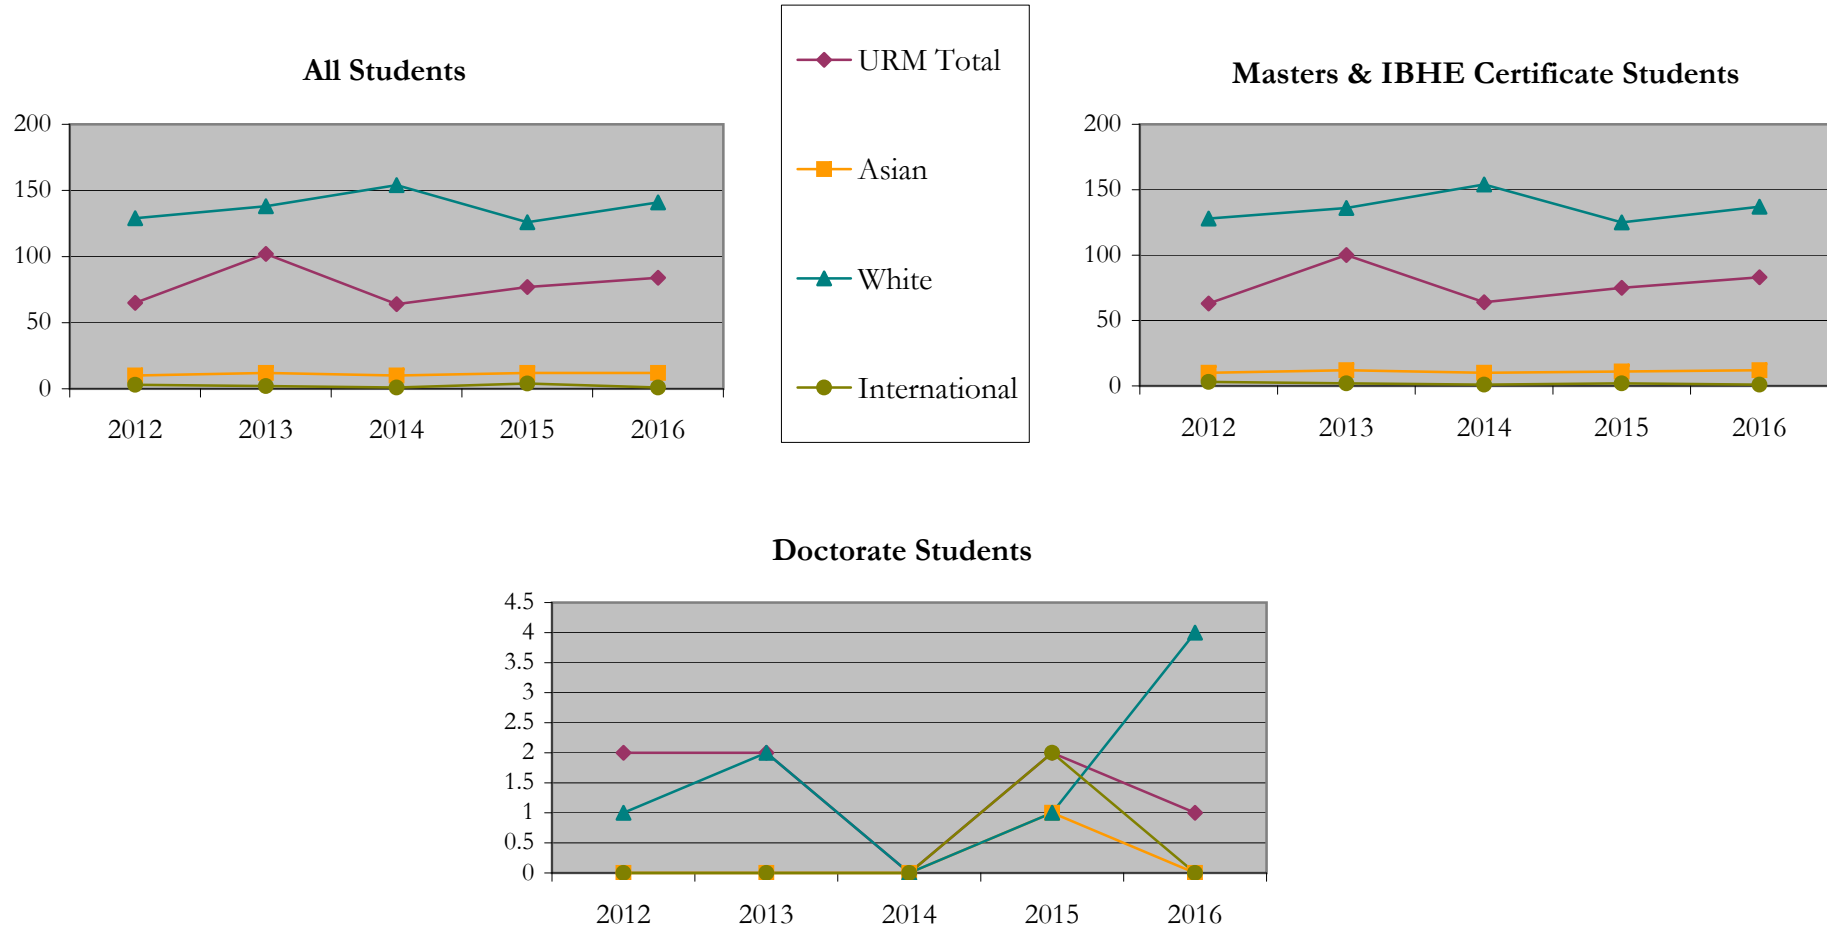 All Students
200
150
100
50
0
2012 2013 2014 2015 2016
URM Total
Asian
White
International
Masters & IBHE Certificate Students
200
150
100
50
0
2012 2013 2014 2015 2016
Doctorate Students
4.5
4
3.5
3
2.5
2
1.5
1
0.5
0
2012 2013 2014 2015 2016